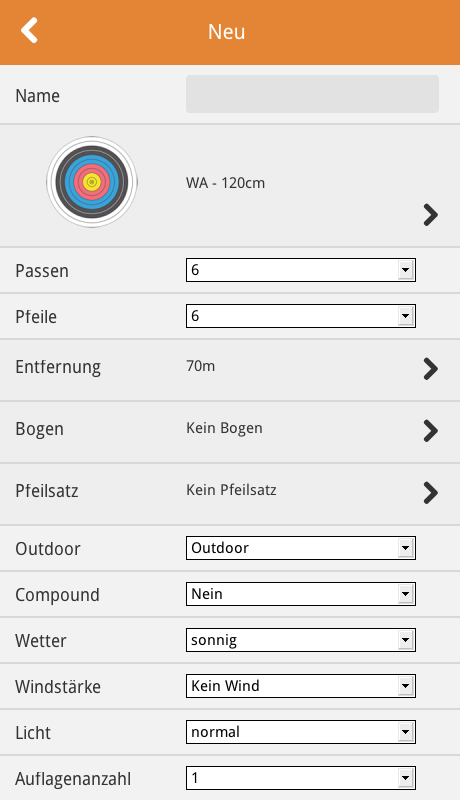 Neu
Name
WA - 120cm
Passen 6
Pfeile 6
Entfernung 70m
Bogen Kein Bogen
Pfeilsatz Kein Pfeilsatz
Outdoor Outdoor
Compound Nein
Wetter sonnig
Windstärke Kein Wind
Licht normal
Auflagenanzahl 1